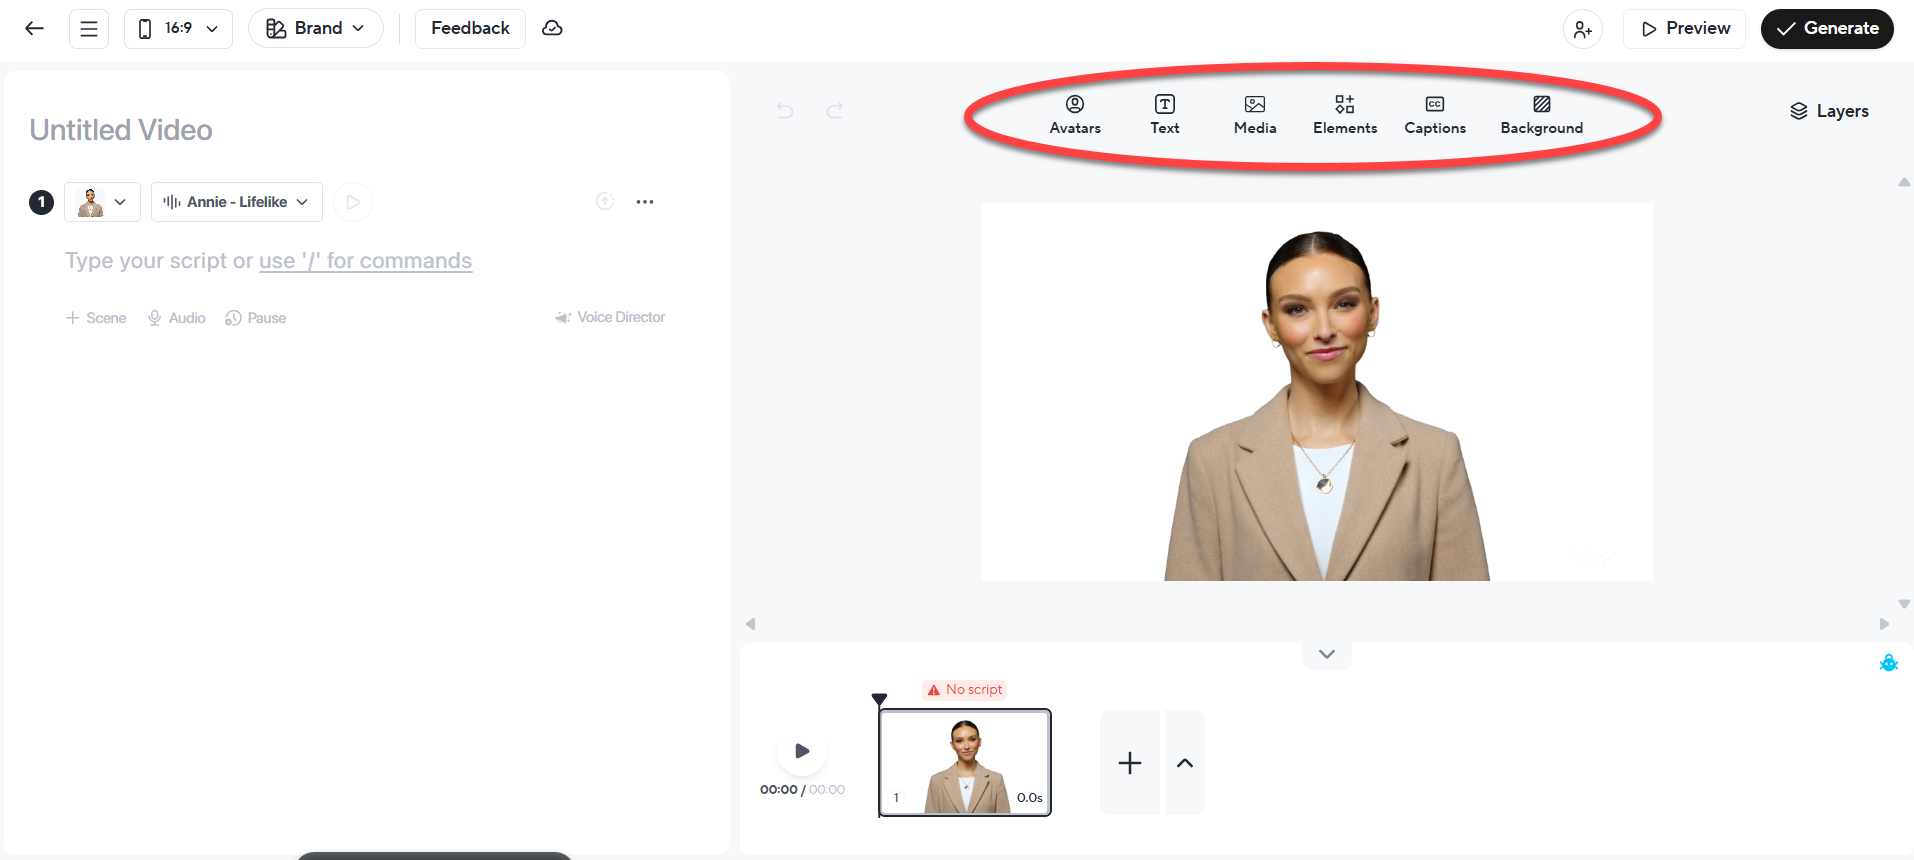 16:9
Brand
Feedback
Preview
Generate
Untitled Video
Avatars
Text
Media
Elements
CC
Captions
Background
Layers
1
Annie - Lifelike
Type your script or use '/' for commands
Scene
Audio
Pause
Voice Director
No script
1
0.0s
00:00 / 00:00